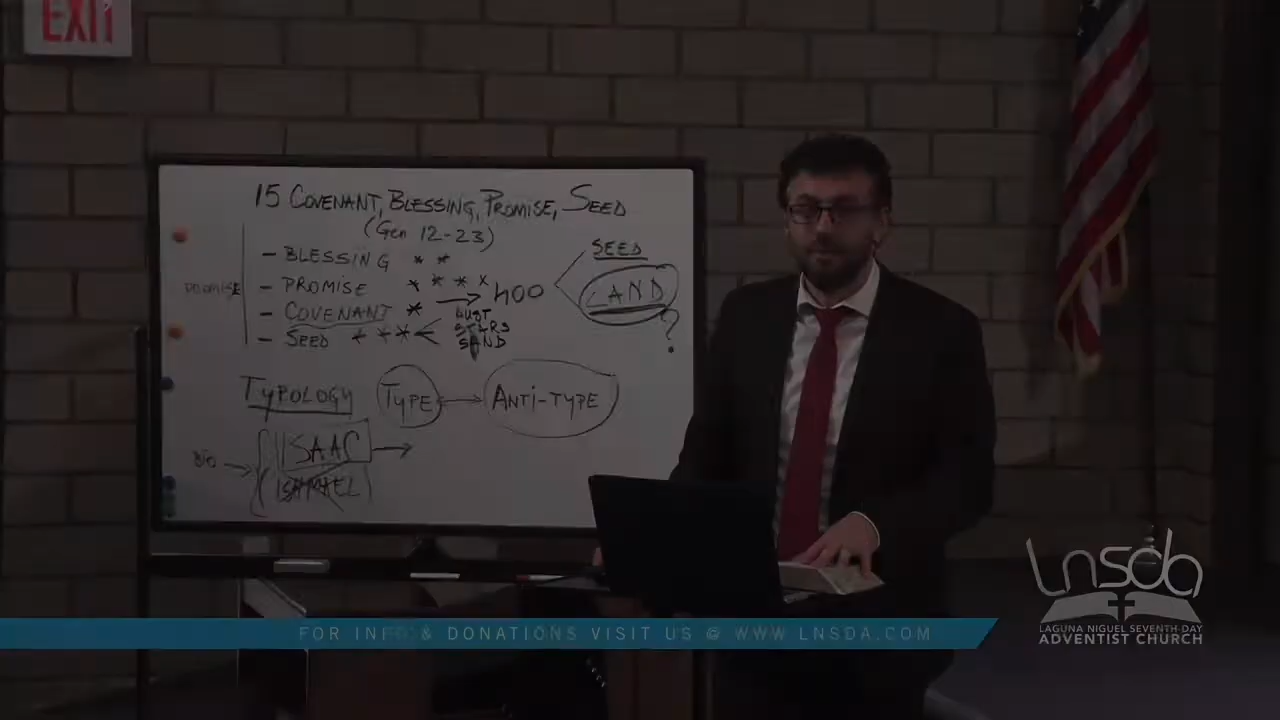 EXIT
15 COVENANT, BLESSING, PROMISE, SEED
(Gen 12-23)
- BLESSING * *
- PROMISE * * * *
- COVENANT * → 400
- SEED * * *
DUST
STARS
SAND
SEED
LAND
?
PROMISE
TYPOLOGY TYPE ↔ ANTI-TYPE
ISAAC →
ISHMAEL
FOR INFO & DONATIONS VISIT US @ WWW.LNSDA.COM
LNSDA
LAGUNA NIGUEL SEVENTH-DAY
ADVENTIST CHURCH